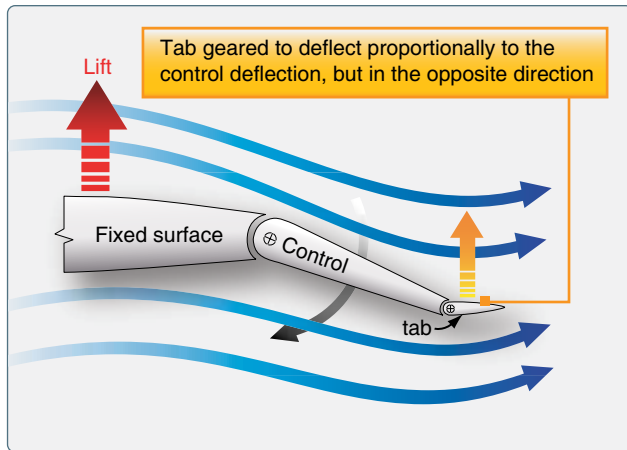 Tab geared to deflect proportionally to the
control deflection, but in the opposite direction
Lift
Fixed surface
Control
tab